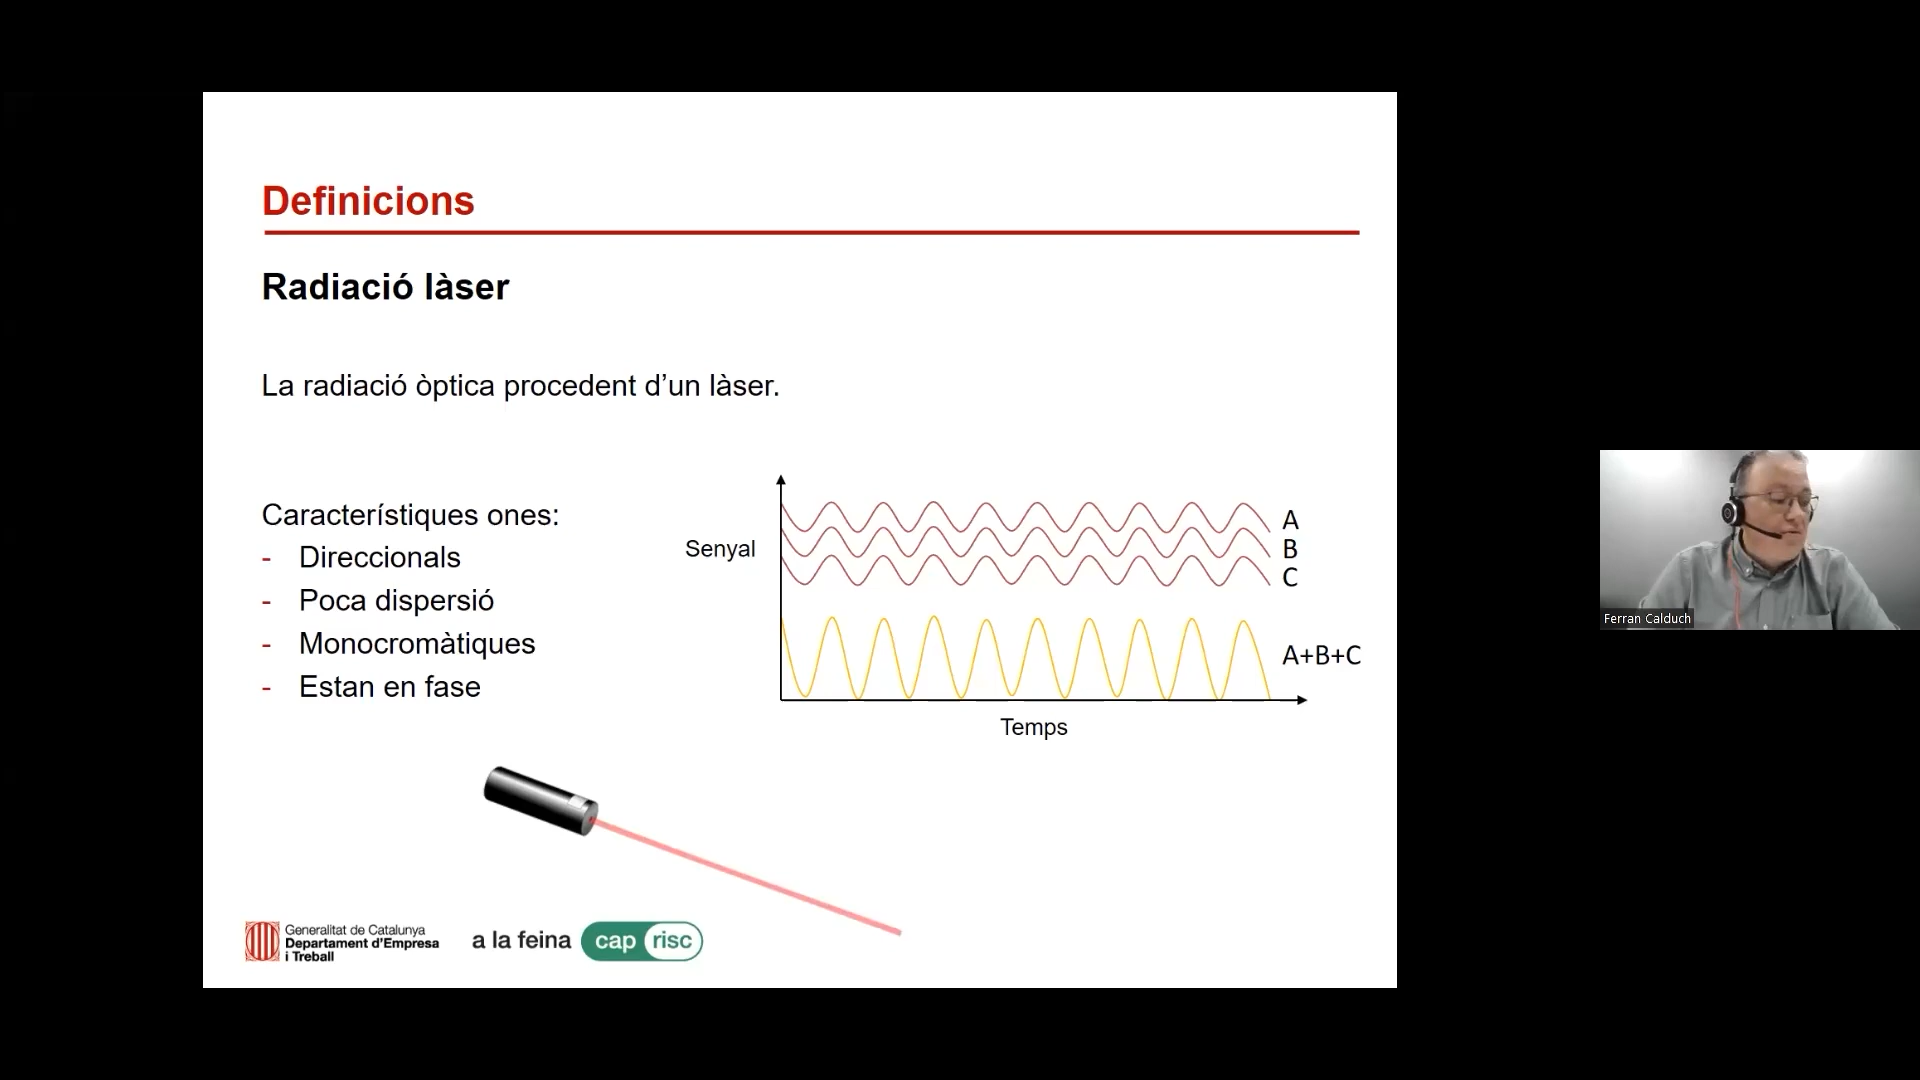 Definicions
Radiació làser
La radiació òptica procedent d’un làser.
Característiques ones:
- Direccionals
- Poca dispersió
- Monocromàtiques
- Estan en fase
Senyal
A
B
C
A+B+C
Temps
Generalitat de Catalunya
Departament d’Empresa
i Treball
a la feina cap risc
Ferran Calduch